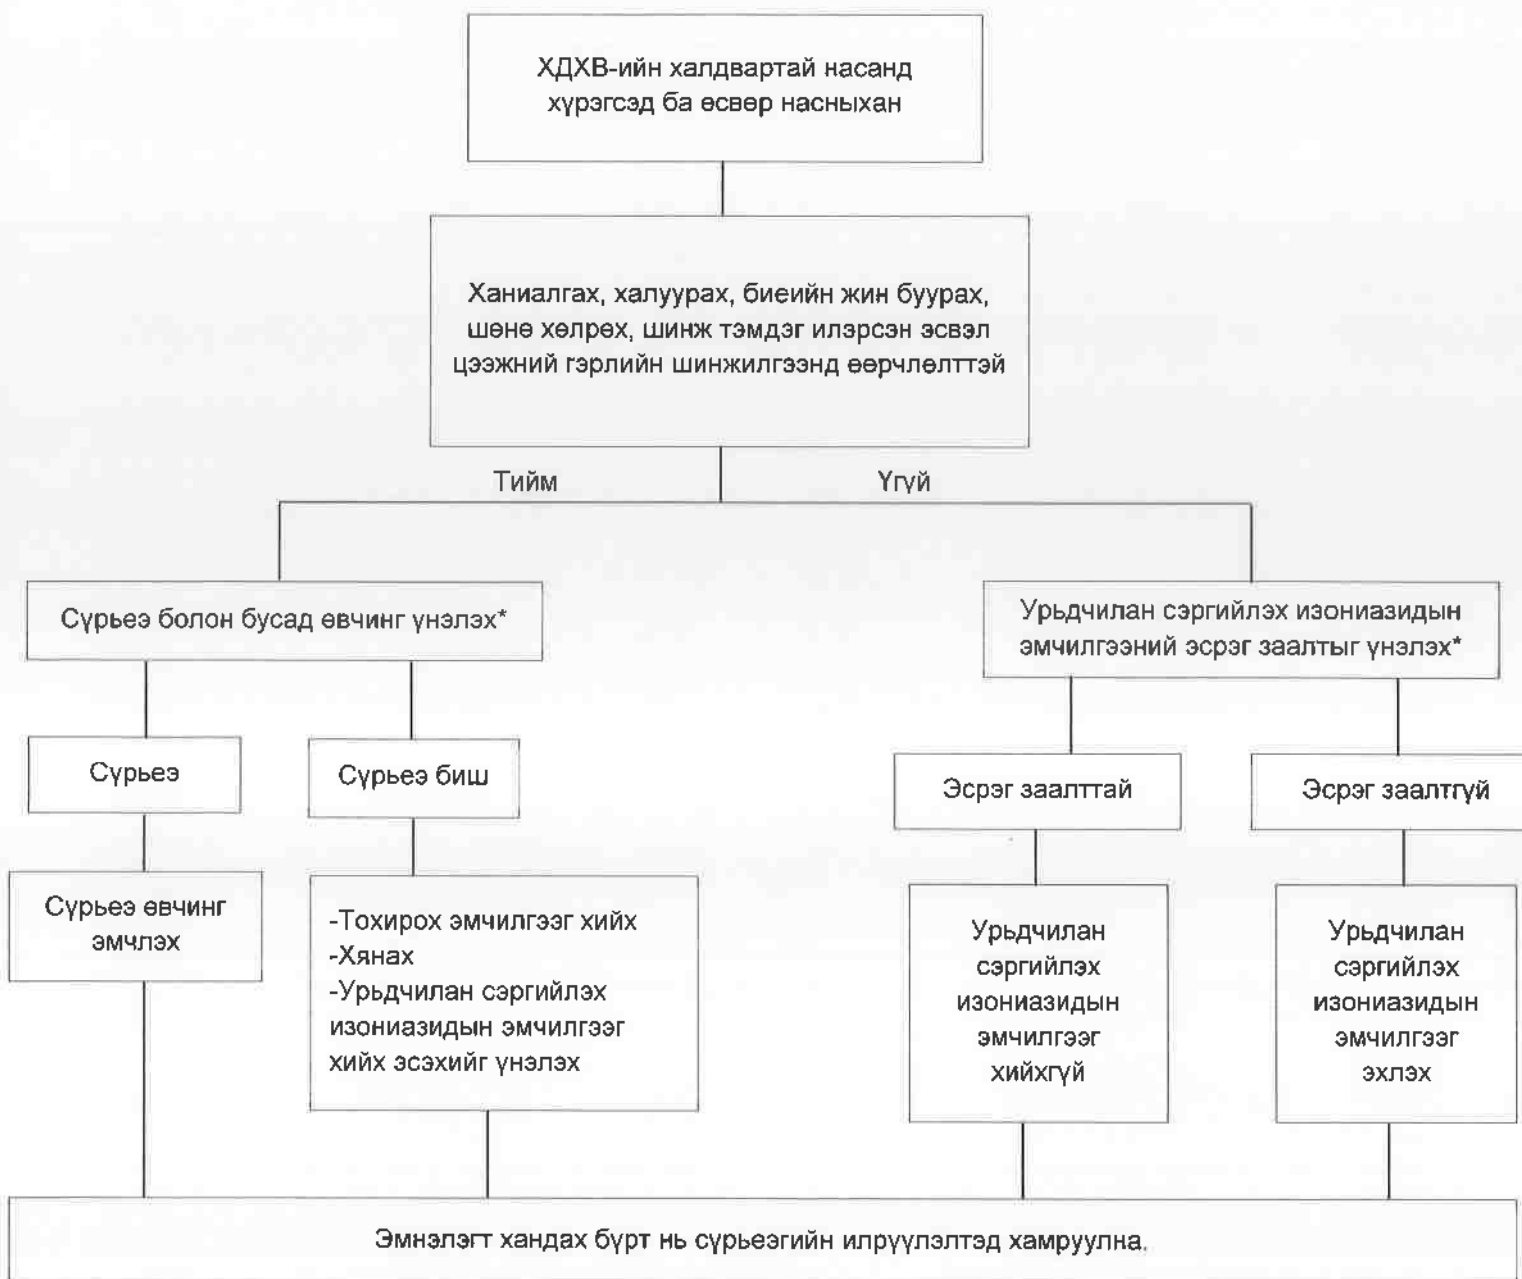 ХДХВ-ийн халдвартай насанд
хүрэгсэд ба өсвөр насныхан
Ханиалгах, халуурах, биеийн жин буурах,
шөнө хөлрөх, шинж тэмдэг илэрсэн эсвэл
цээжний гэрлийн шинжилгээнд өөрчлөлттэй
Тийм
Үгүй
Сүрьеэ болон бусад өвчинг үнэлэх*
Урьдчилан сэргийлэх изониазидын
эмчилгээний эсрэг заалтыг үнэлэх*
Сүрьеэ
Сүрьеэ биш
Эсрэг заалттай
Эсрэг заалтгүй
Сүрьеэ өвчинг
эмчлэх
-Тохирох эмчилгээг хийх
-Хянах
-Урьдчилан сэргийлэх
изониазидын эмчилгээг
хийх эсэхийг үнэлэх
Урьдчилан
сэргийлэх
изониазидын
эмчилгээг
хийхгүй
Урьдчилан
сэргийлэх
изониазидын
эмчилгээг
эхлэх
Эмнэлэгт хандах бүрт нь сүрьеэгийн илрүүлэлтэд хамруулна.